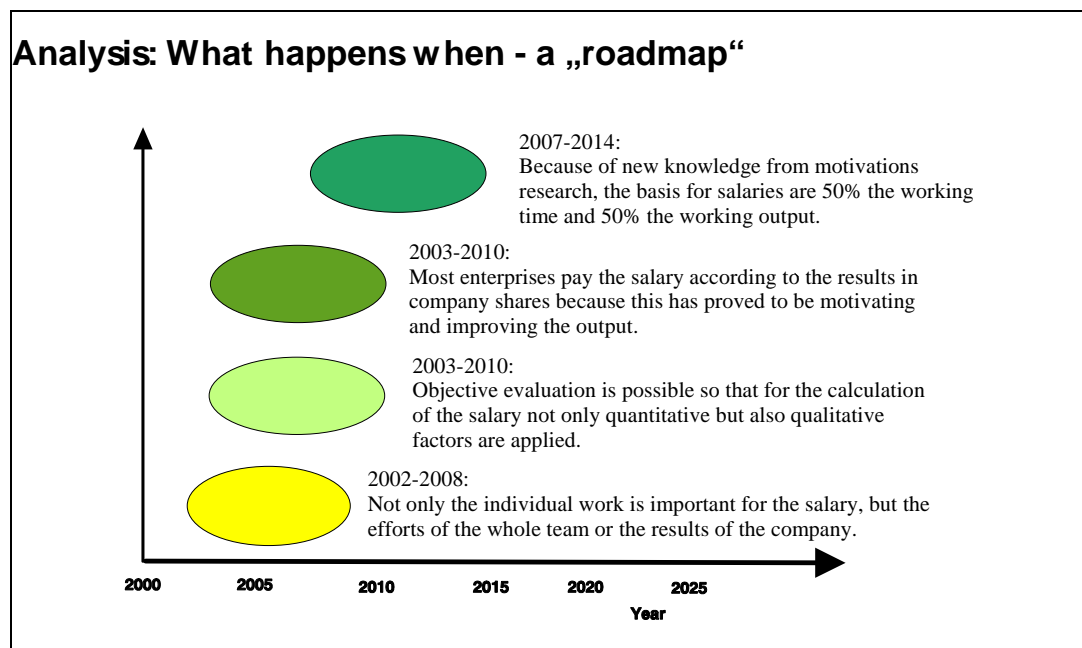 Analysis: What happens when - a „roadmap“
2007-2014:
Because of new knowledge from motivations
research, the basis for salaries are 50% the working
time and 50% the working output.
2003-2010:
Most enterprises pay the salary according to the results in
company shares because this has proved to be motivating
and improving the output.
2003-2010:
Objective evaluation is possible so that for the calculation
of the salary not only quantitative but also qualitative
factors are applied.
2002-2008:
Not only the individual work is important for the salary, but the
efforts of the whole team or the results of the company.
2000 2005 2010 2015 2020 2025
Year